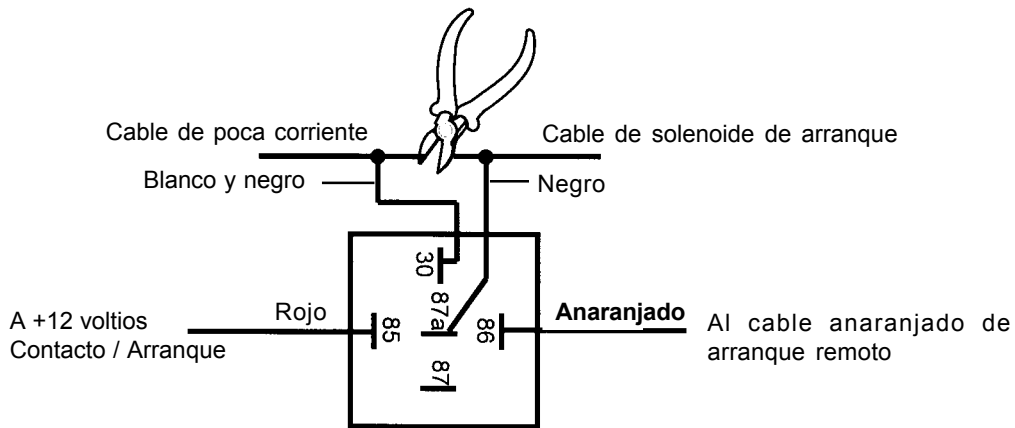 Cable de poca corriente
Cable de solenoide de arranque
Blanco y negro
Negro
30
87a
85
86
87
Rojo
Anaranjado
A +12 voltios
Contacto / Arranque
Al cable anaranjado de
arranque remoto